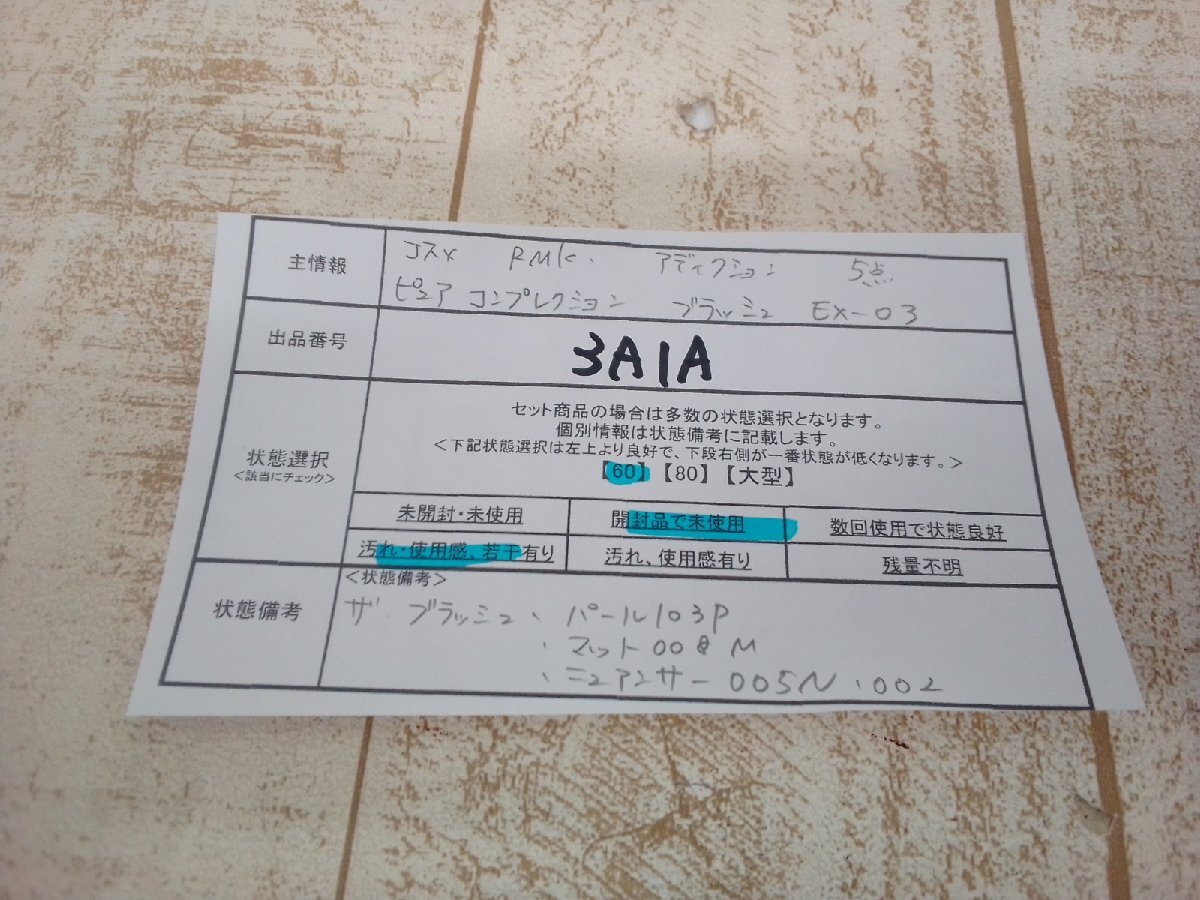 主情報
コスメ RMK. アディクション 5点
ピュア コンプレクション ブラッシュ EX-03
出品番号
3A1A
状態選択
<該当にチェック>
セット商品の場合は多数の状態選択となります。
個別情報は状態備考に記載します。
<下記状態選択は左上より良好で、下段右側が一番状態が低くなります。>
【60】【80】【大型】
未開封・未使用 開封品で未使用 数回使用で状態良好
汚れ・使用感、若干有り 汚れ、使用感有り 残量不明
状態備考
<状態備考>
ザ ブラッシュ、パール103P
、マット008M
、ニュアンサー005N、002